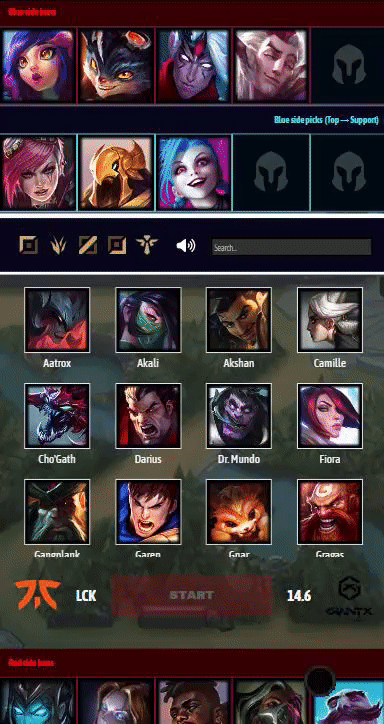 Blue side bans
Blue side picks (Top → Support)
Search...
Aatrox
Akali
Akshan
Camille
Cho'Gath
Darius
Dr. Mundo
Fiora
Gangplank
Garen
Gnar
Gragas
LCK
START
14.6
GIANTX
Red side bans